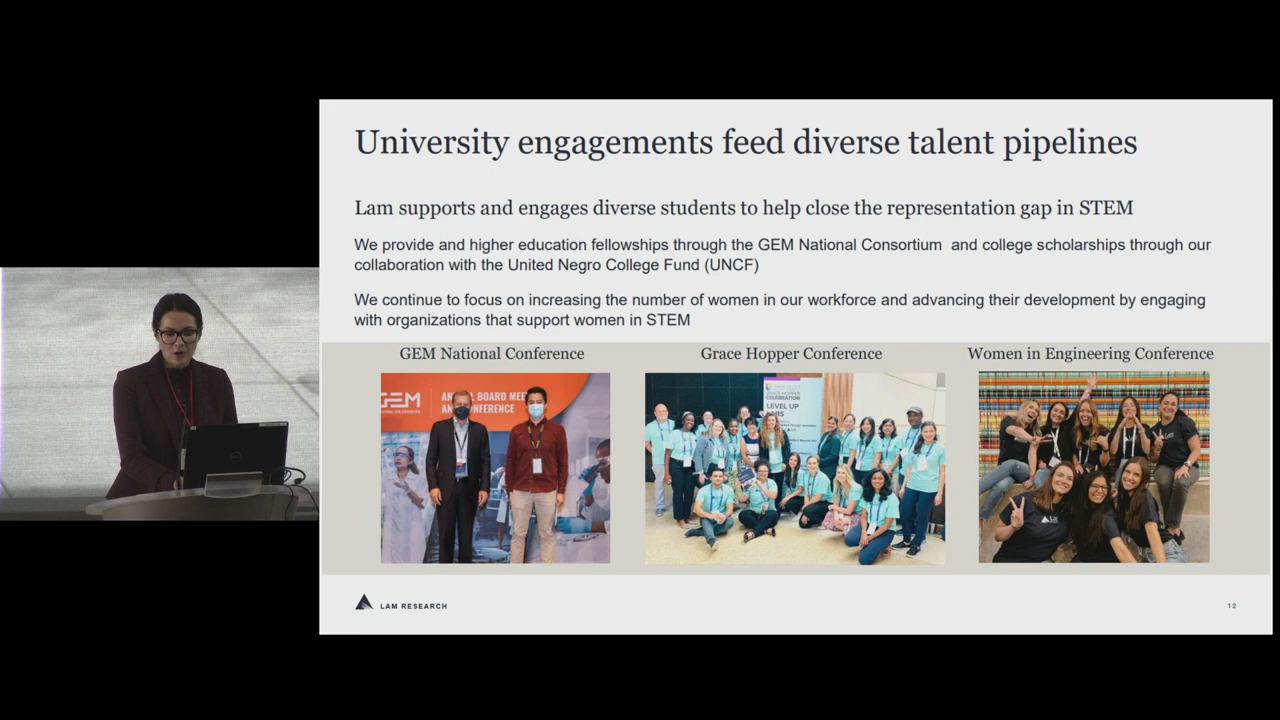 University engagements feed diverse talent pipelines
Lam supports and engages diverse students to help close the representation gap in STEM
We provide and higher education fellowships through the GEM National Consortium  and college scholarships through our
collaboration with the United Negro College Fund (UNCF)
We continue to focus on increasing the number of women in our workforce and advancing their development by engaging
with organizations that support women in STEM
GEM National Conference
Grace Hopper Conference
Women in Engineering Conference
GEM
BOARD
CONFERENCE
GRACE HOPPER
CELEBRATION
LEVEL UP
LAM RESEARCH
12